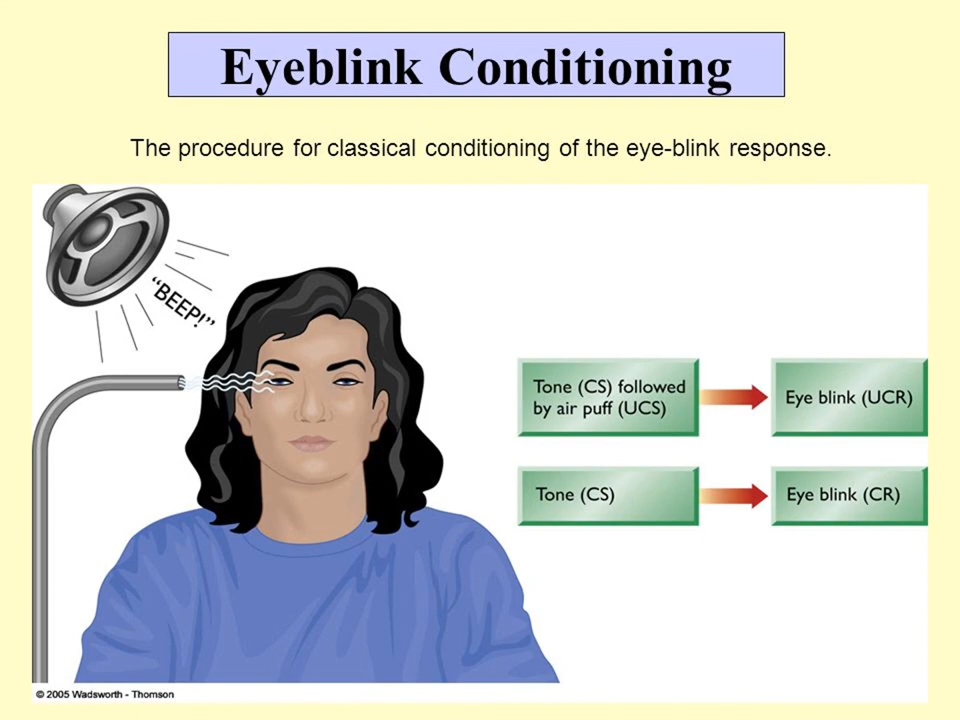 Eyeblink Conditioning
The procedure for classical conditioning of the eye-blink response.
“BEEP!”
Tone (CS) followed
by air puff (UCS)
Eye blink (UCR)
Tone (CS)
Eye blink (CR)
© 2005 Wadsworth - Thomson